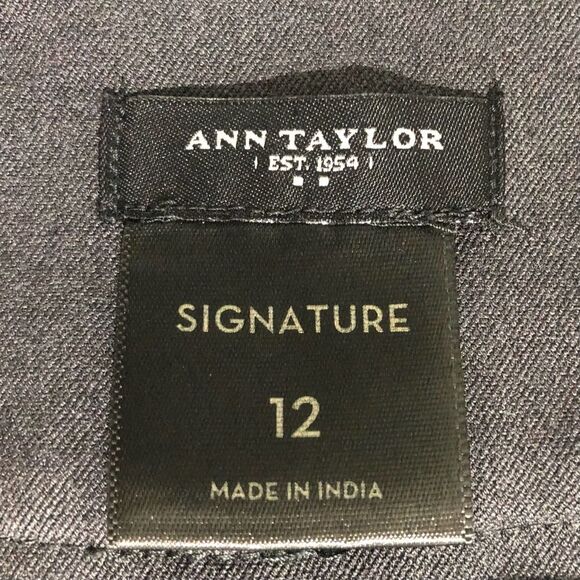 ANN TAYLOR
EST. 1954
SIGNATURE
12
MADE IN INDIA